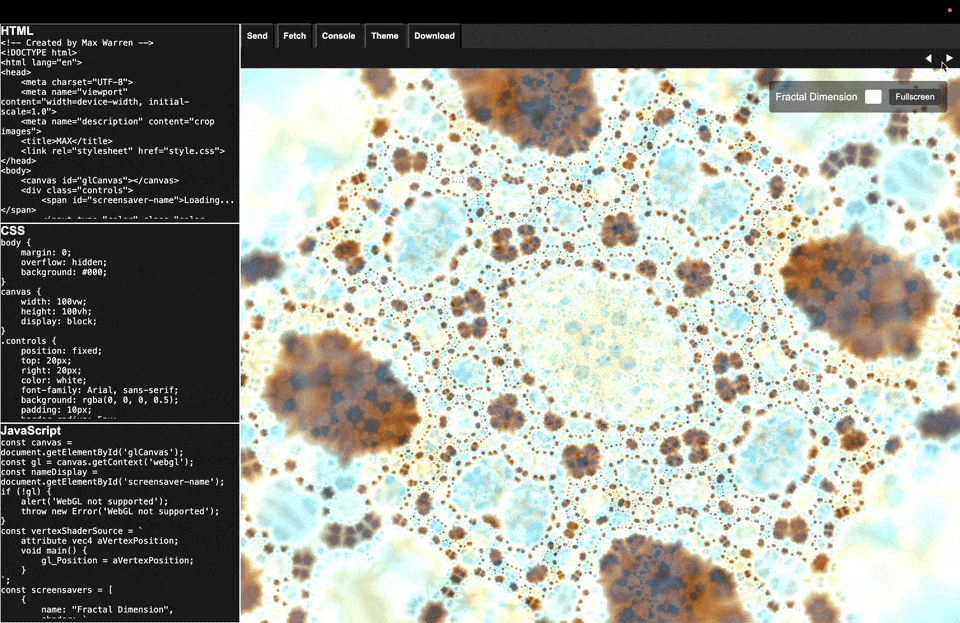 HTML
<!-- Created by Max Warren -->
<!DOCTYPE html>
<html lang="en">
<head>
    <meta charset="UTF-8">
    <meta name="viewport"
content="width=device-width, initial-
scale=1.0">
    <meta name="description" content="crop
images">
    <title>MAX</title>
    <link rel="stylesheet" href="style.css">
</head>
<body>
    <canvas id="glCanvas"></canvas>
    <div class="controls">
        <span id="screensaver-name">Loading...
</span>
CSS
body {
    margin: 0;
    overflow: hidden;
    background: #000;
}
canvas {
    width: 100vw;
    height: 100vh;
    display: block;
}
.controls {
    position: fixed;
    top: 20px;
    right: 20px;
    color: white;
    font-family: Arial, sans-serif;
    background: rgba(0, 0, 0, 0.5);
    padding: 10px;
JavaScript
const canvas =
document.getElementById('glCanvas');
const gl = canvas.getContext('webgl');
const nameDisplay =
document.getElementById('screensaver-name');
if (!gl) {
    alert('WebGL not supported');
    throw new Error('WebGL not supported');
}
const vertexShaderSource = `
    attribute vec4 aVertexPosition;
    void main() {
        gl_Position = aVertexPosition;
    }
`;
const screensavers = [
    {
        name: "Fractal Dimension",
Send Fetch Console Theme Download
Fractal Dimension Fullscreen